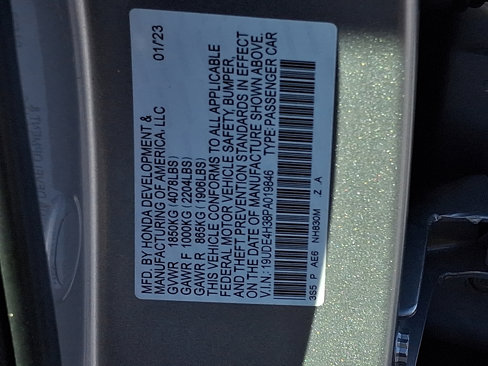 MFD. BY HONDA DEVELOPMENT & 01/23
MANUFACTURING OF AMERICA, LLC
GVWR 1850KG(4078LBS)
GAWR F 1000KG(2204LBS)
GAWR R 865KG(1906LBS)
THIS VEHICLE CONFORMS TO ALL APPLICABLE
FEDERAL MOTOR VEHICLE SAFETY, BUMPER,
AND THEFT PREVENTION STANDARDS IN EFFECT
ON THE DATE OF MANUFACTURE SHOWN ABOVE.
V.I.N: 19UDE4H38PA019846 TYPE:PASSENGER CAR
3S5 P AE6 NH830M Z A